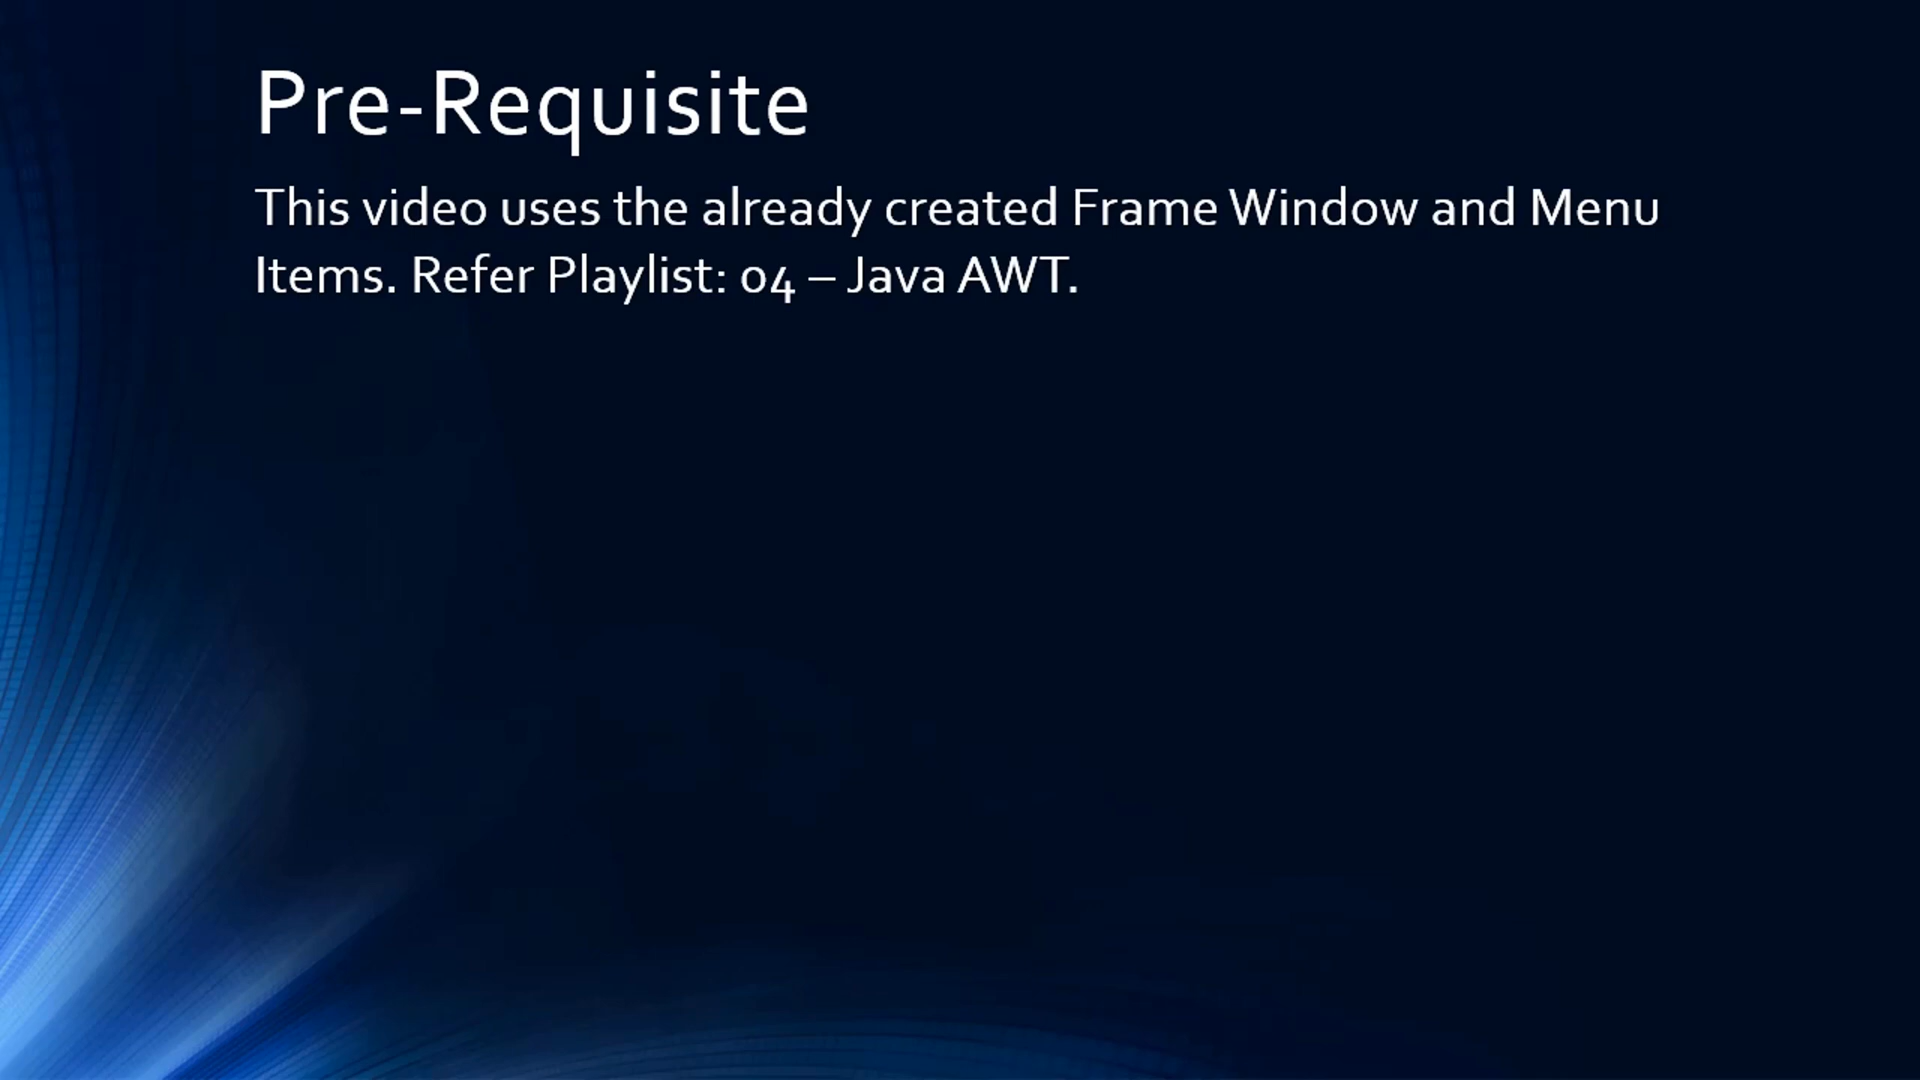 Pre-Requisite
This video uses the already created Frame Window and Menu
Items. Refer Playlist: 04 – Java AWT.